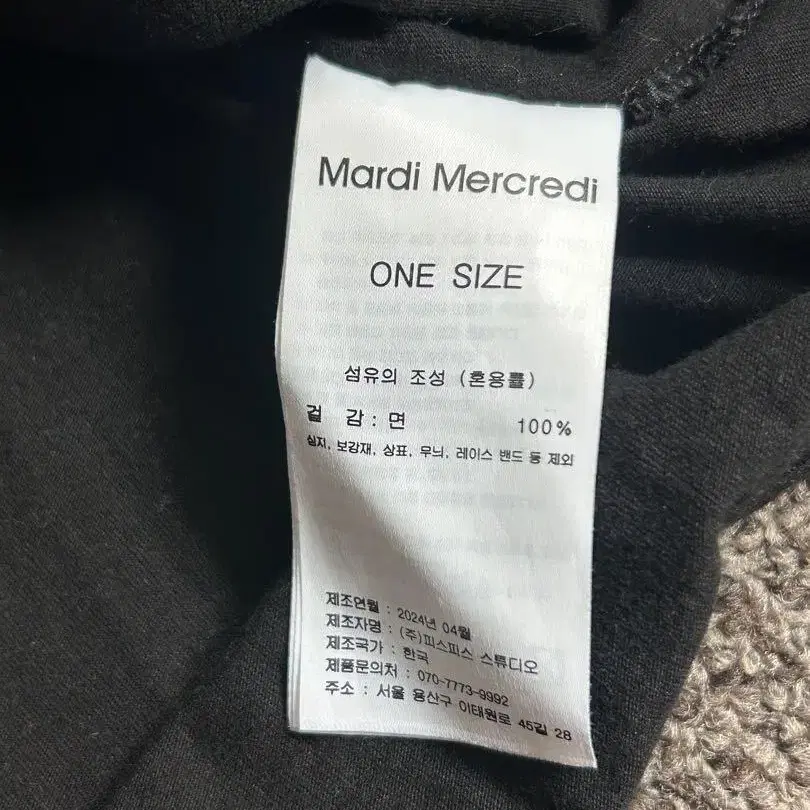 Mardi Mercredi
ONE SIZE
섬유의 조성 (혼용률)
겉 감 : 면 100%
심지, 보강재, 상표, 무늬, 레이스 밴드 등 제외
제조연월 : 2024년 04월
제조자명 : (주)피스피스 스튜디오
제조국가 : 한국
제품문의처 : 070-7773-9992
주소 : 서울 용산구 이태원로 45길 28